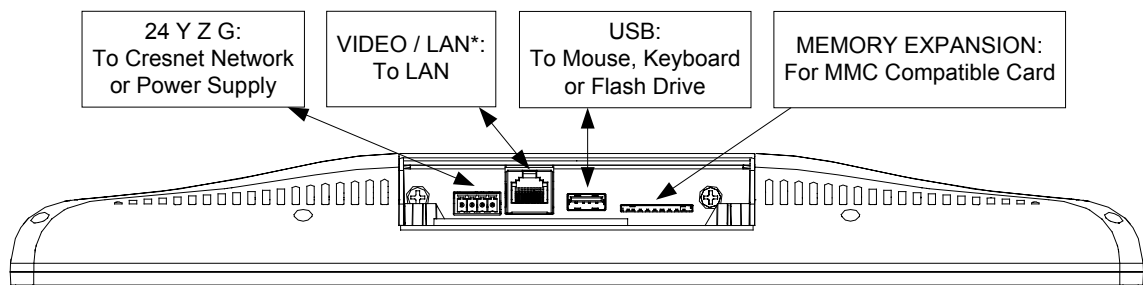 24 Y Z G:
To Cresnet Network
or Power Supply
VIDEO / LAN*:
To LAN
USB:
To Mouse, Keyboard
or Flash Drive
MEMORY EXPANSION:
For MMC Compatible Card